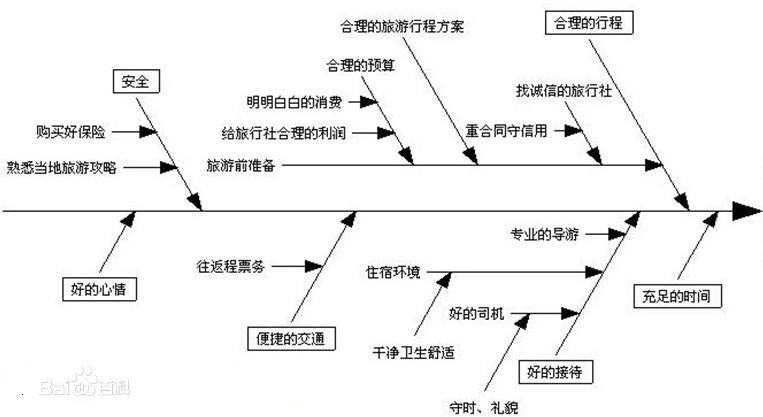 合理的旅游行程方案
合理的行程
合理的预算
安全
找诚信的旅行社
明明白白的消费
购买好保险
给旅行社合理的利润
重合同守信用
熟悉当地旅游攻略
旅游前准备
专业的导游
往返程票务
住宿环境
好的心情
充足的时间
好的司机
便捷的交通
干净卫生舒适
好的接待
Baidu百科
守时、礼貌